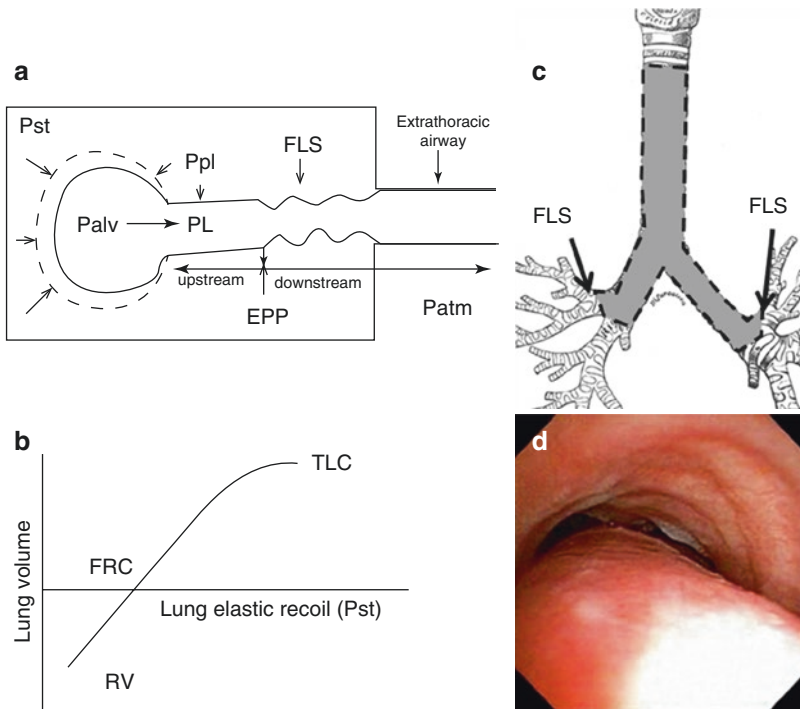 a
Pst
Ppl
FLS
Extrathoracic
airway
Palv
PL
upstream
downstream
EPP
Patm
b
Lung volume
TLC
FRC
Lung elastic recoil (Pst)
RV
c
FLS
FLS
d